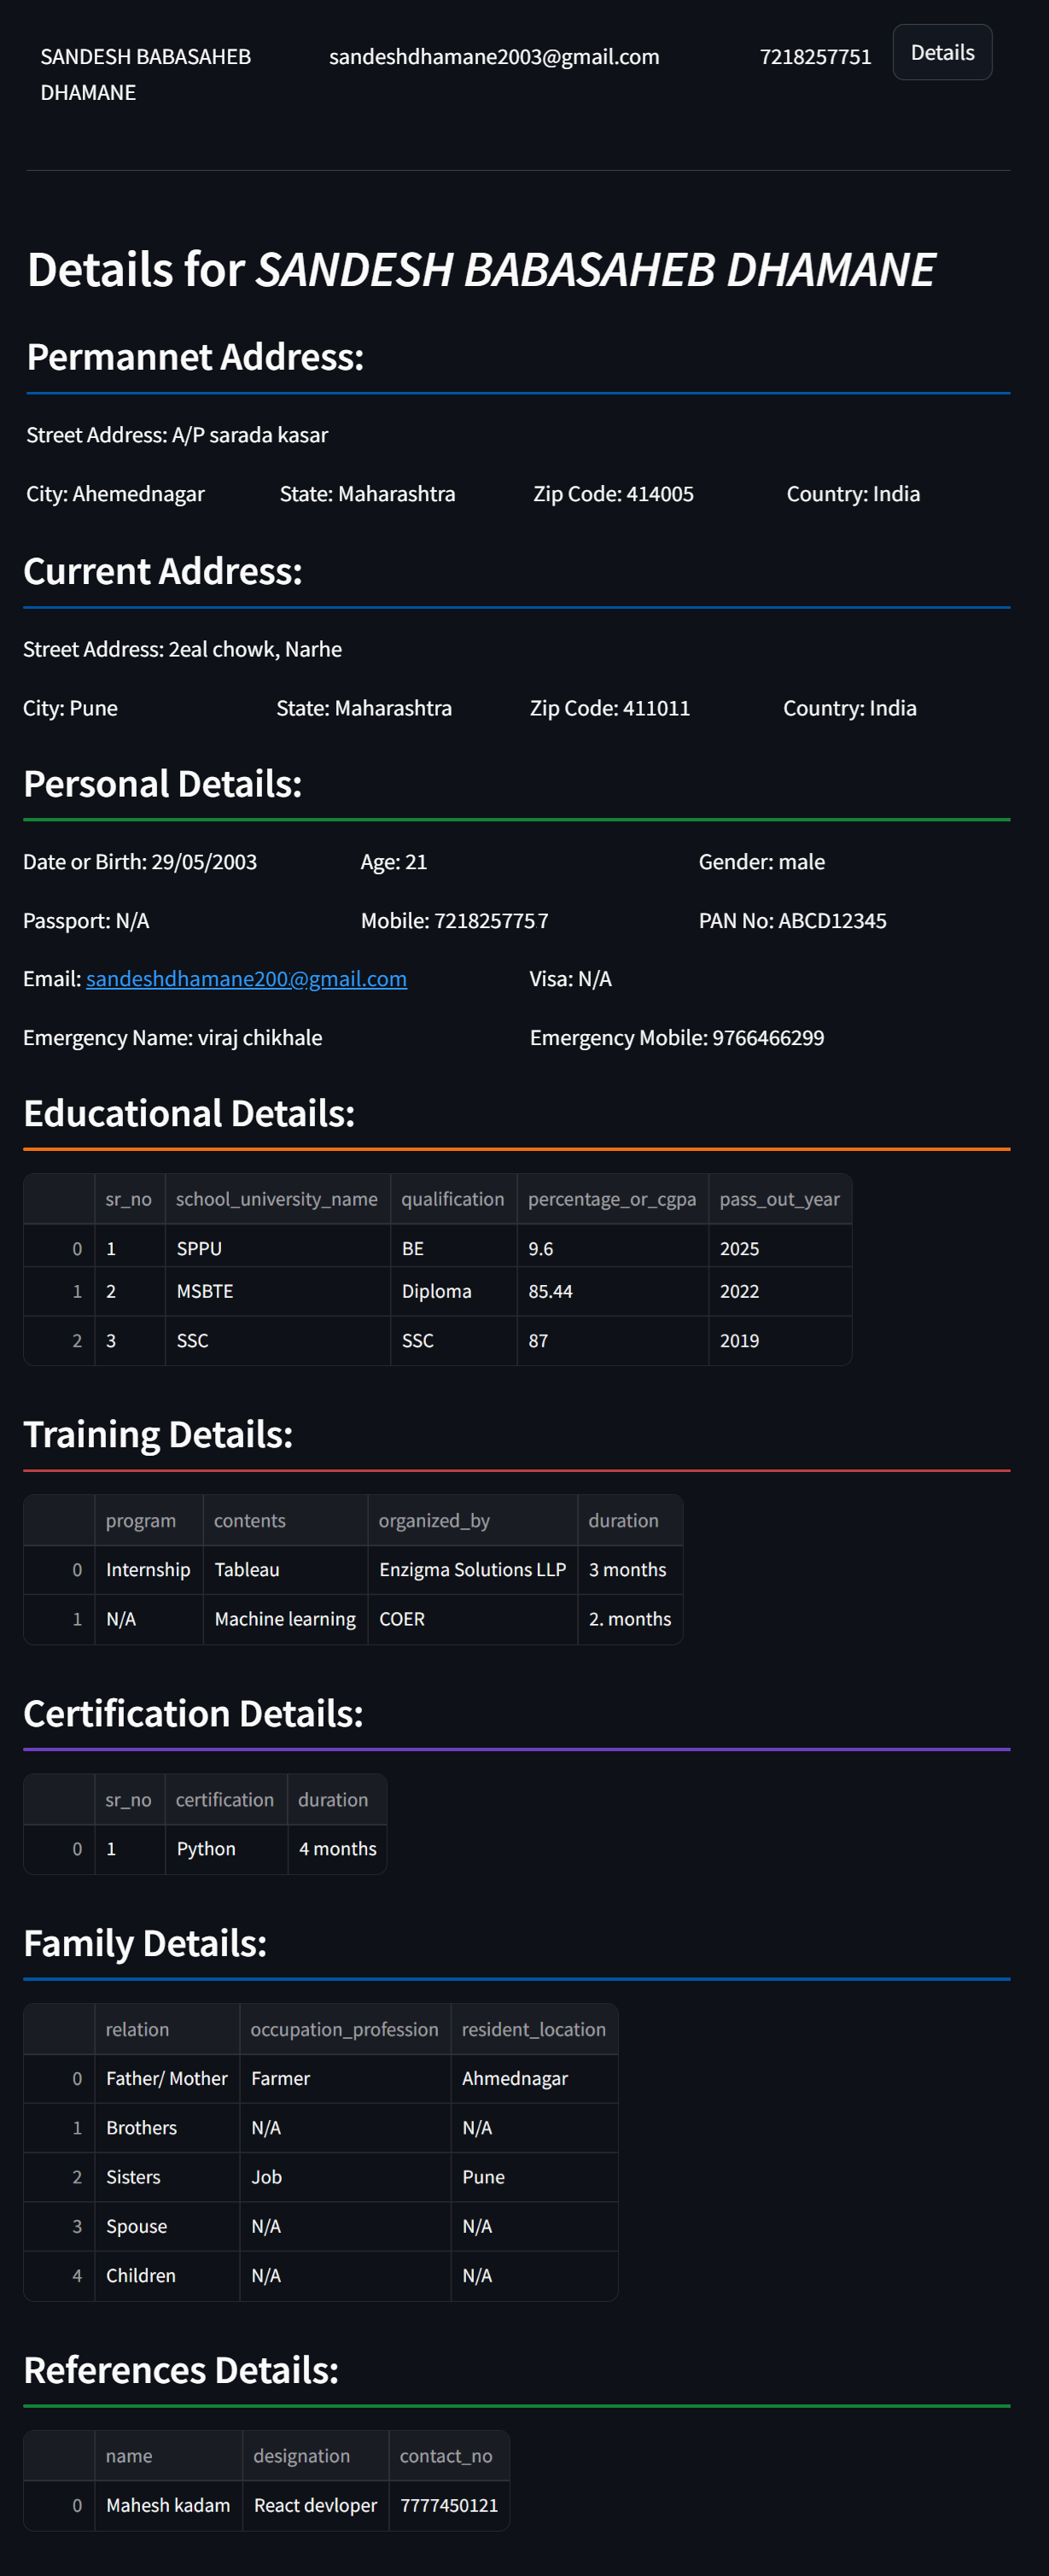 SANDESH BABASAHEB DHAMANE sandeshdhamane2003@gmail.com 7218257751 Details
Details for SANDESH BABASAHEB DHAMANE
Permannet Address:
Street Address: A/P sarada kasar
City: Ahemednagar State: Maharashtra Zip Code: 414005 Country: India
Current Address:
Street Address: 2eal chowk, Narhe
City: Pune State: Maharashtra Zip Code: 411011 Country: India
Personal Details:
Date or Birth: 29/05/2003 Age: 21 Gender: male
Passport: N/A Mobile: PAN No: ABCD12345
Email: Visa: N/A
Emergency Name: viraj chikhale Emergency Mobile: 9766466299
Educational Details:
sr_no school_university_name qualification percentage_or_cgpa pass_out_year
0 1 SPPU BE 9.6 2025
1 2 MSBTE Diploma 85.44 2022
2 3 SSC SSC 87 2019
Training Details:
program contents organized_by duration
0 Internship Tableau Enzigma Solutions LLP 3 months
1 N/A Machine learning COER 2. months
Certification Details:
sr_no certification duration
0 1 Python 4 months
Family Details:
relation occupation_profession resident_location
0 Father/ Mother Farmer Ahmednagar
1 Brothers N/A N/A
2 Sisters Job Pune
3 Spouse N/A N/A
4 Children N/A N/A
References Details:
name designation contact_no
0 Mahesh kadam React devloper 7777450121